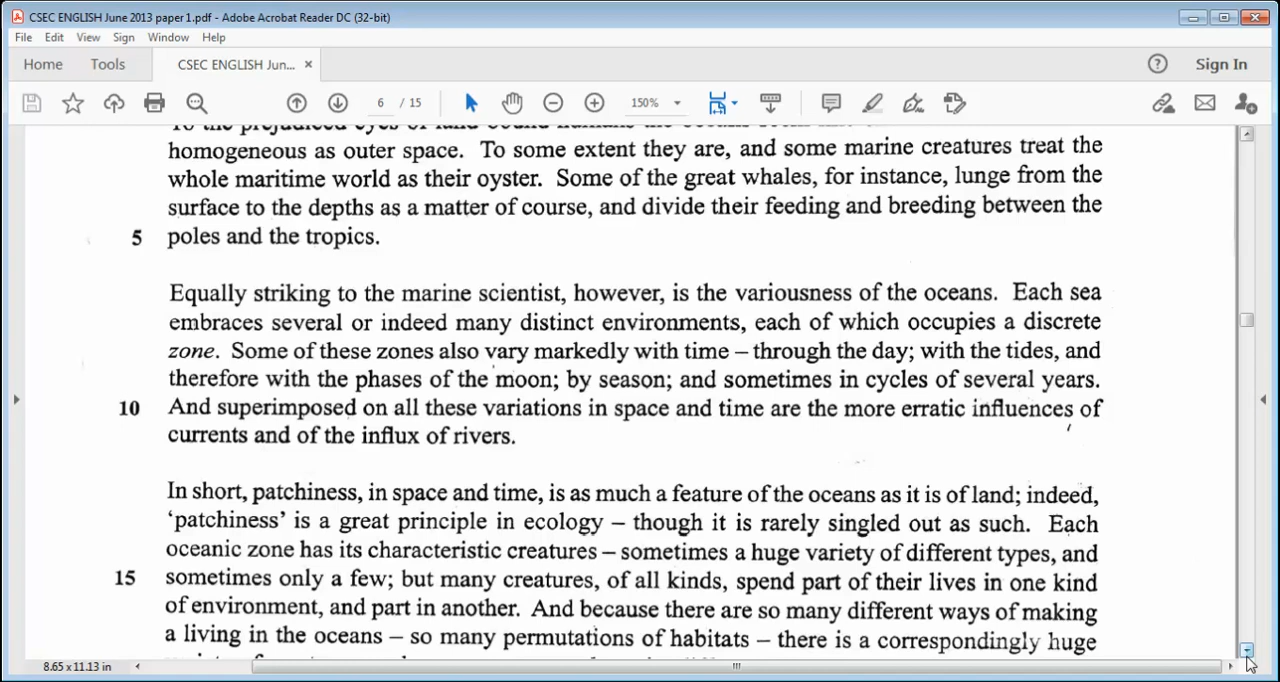 CSEC ENGLISH June 2013 paper 1.pdf - Adobe Acrobat Reader DC (32-bit)
File Edit View Sign Window Help
Home Tools CSEC ENGLISH Jun... × Sign In
6 / 15 150%
To the prejudiced eyes of land bound humans the oceans seem
homogeneous as outer space. To some extent they are, and some marine creatures treat the
whole maritime world as their oyster. Some of the great whales, for instance, lunge from the
surface to the depths as a matter of course, and divide their feeding and breeding between the
5 poles and the tropics.
Equally striking to the marine scientist, however, is the variousness of the oceans. Each sea
embraces several or indeed many distinct environments, each of which occupies a discrete
zone. Some of these zones also vary markedly with time – through the day; with the tides, and
therefore with the phases of the moon; by season; and sometimes in cycles of several years.
10 And superimposed on all these variations in space and time are the more erratic influences of
currents and of the influx of rivers.
In short, patchiness, in space and time, is as much a feature of the oceans as it is of land; indeed,
‘patchiness’ is a great principle in ecology – though it is rarely singled out as such. Each
oceanic zone has its characteristic creatures – sometimes a huge variety of different types, and
15 sometimes only a few; but many creatures, of all kinds, spend part of their lives in one kind
of environment, and part in another. And because there are so many different ways of making
a living in the oceans – so many permutations of habitats – there is a correspondingly huge
8.65 x 11.13 in